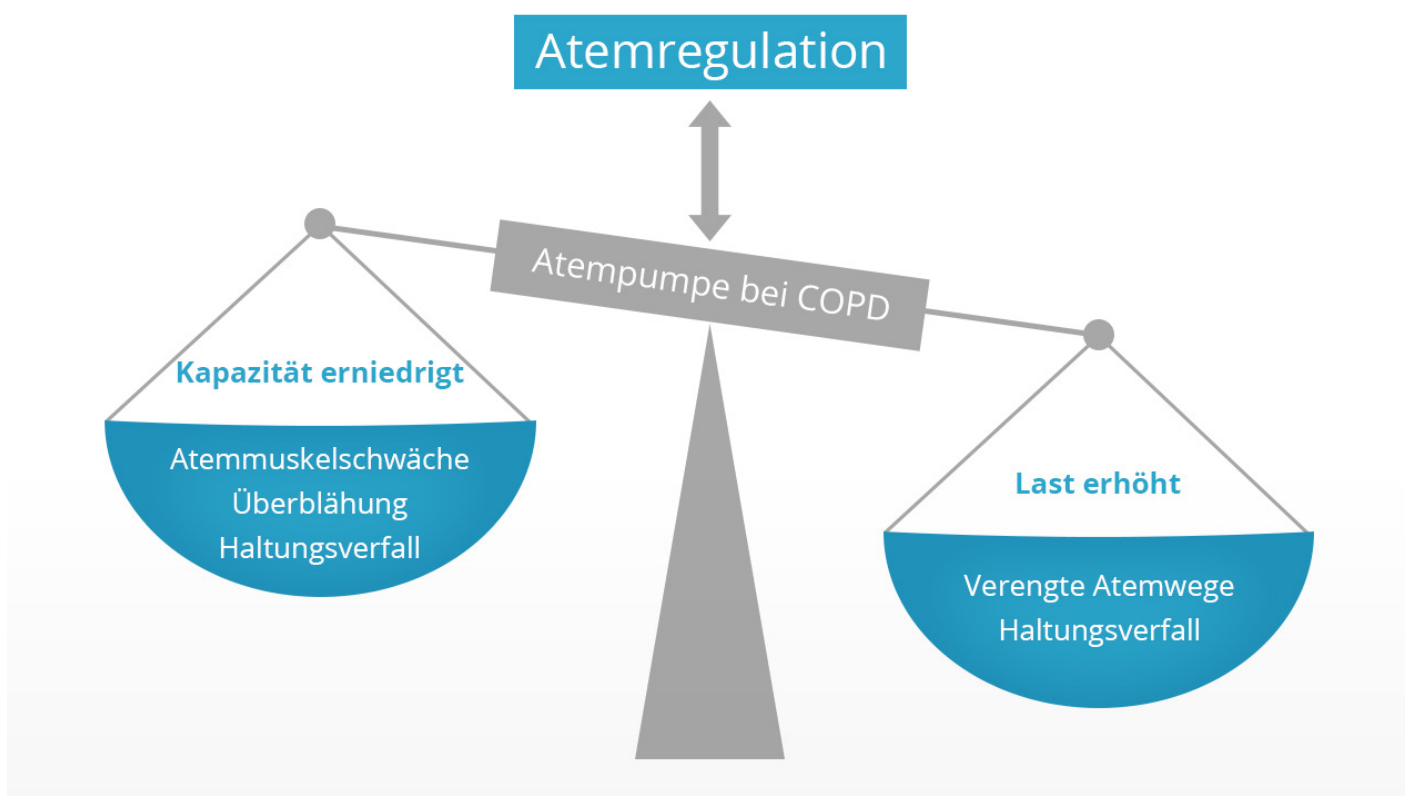 Atemregulation
Atempumpe bei COPD
Kapazität erniedrigt
Atemmuskelschwäche
Überblähung
Haltungsverfall
Last erhöht
Verengte Atemwege
Haltungsverfall